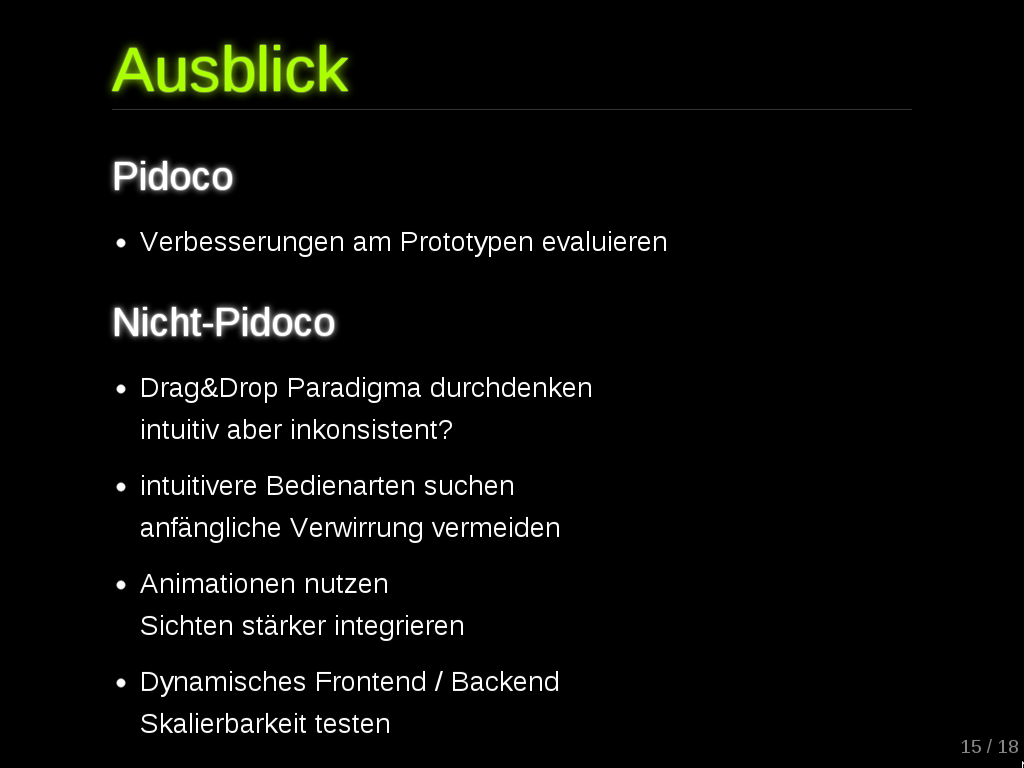 Ausblick
Pidoco
• Verbesserungen am Prototypen evaluieren
Nicht-Pidoco
• Drag&Drop Paradigma durchdenken
intuitiv aber inkonsistent?
• intuitivere Bedienarten suchen
anfängliche Verwirrung vermeiden
• Animationen nutzen
Sichten stärker integrieren
• Dynamisches Frontend / Backend
Skalierbarkeit testen
15 / 18